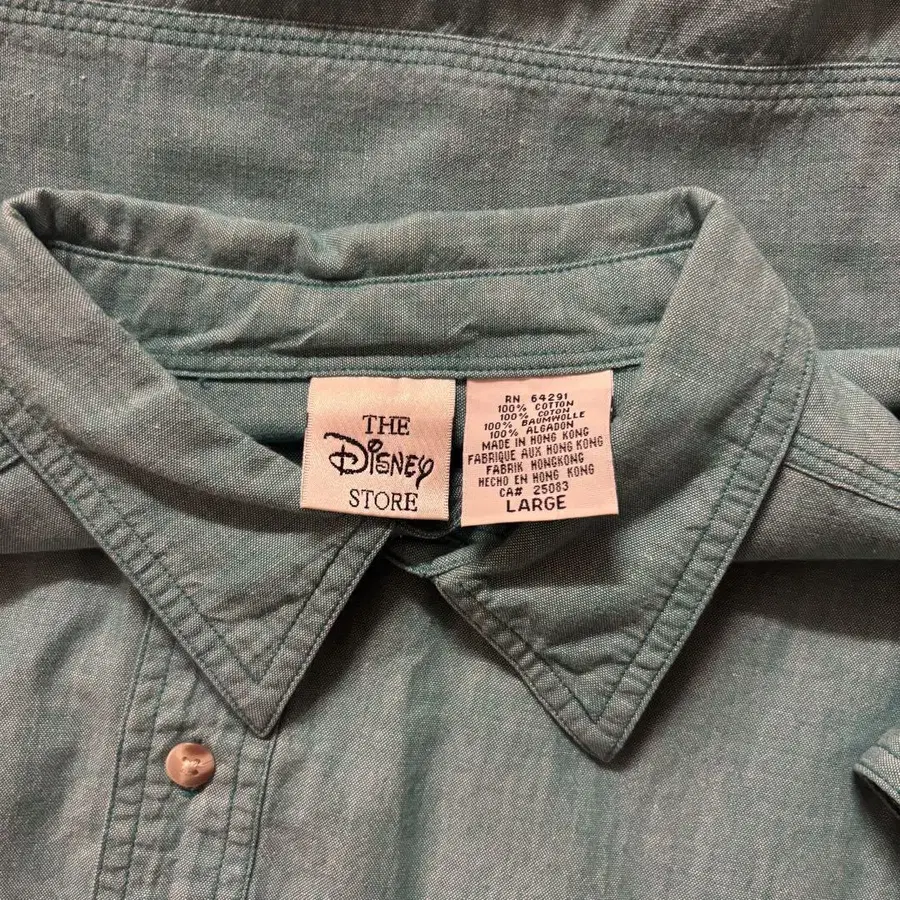 THE
DISNEY
STORE
RN 64291
100% COTTON
100% COTON
100% BAUMWOLLE
100% ALGADON
MADE IN HONG KONG
FABRIQUE AUX HONG KONG
FABRIK HONGKONG
HECHO EN HONG KONG
CA# 25083
LARGE